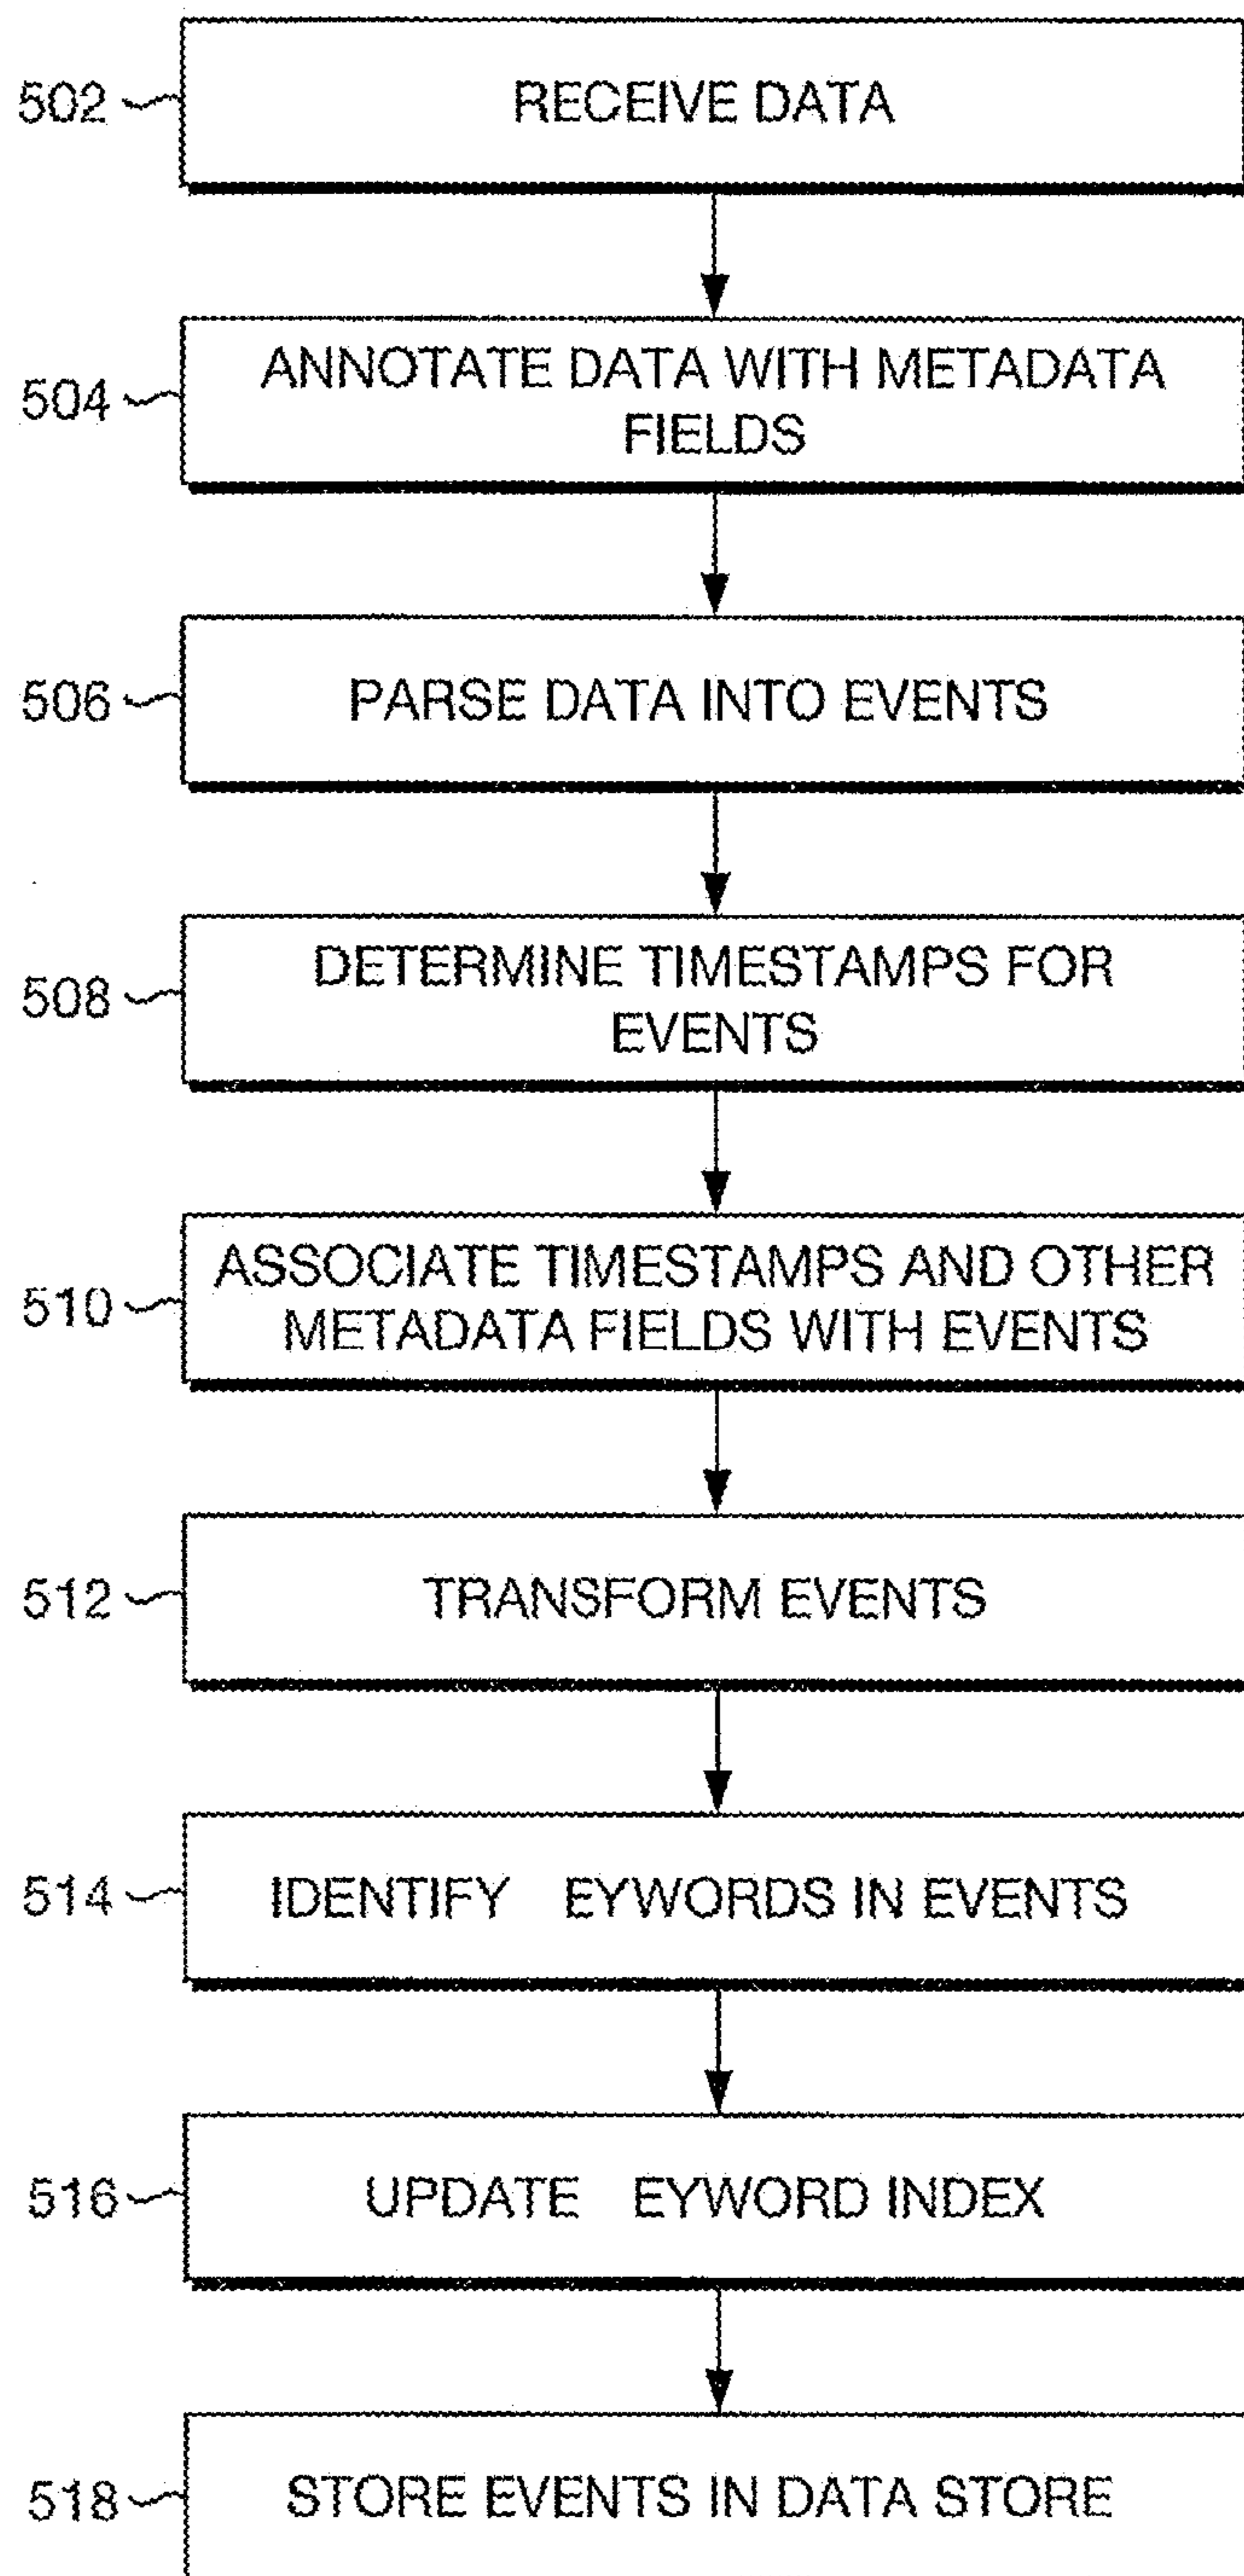 502
RECEIVE DATA
504
ANNOTATE DATA WITH METADATA
FIELDS
506
PARSE DATA INTO EVENTS
508
DETERMINE TIMESTAMPS FOR
EVENTS
510
ASSOCIATE TIMESTAMPS AND OTHER
METADATA FIELDS WITH EVENTS
512
TRANSFORM EVENTS
514
IDENTIFY EYWORDS IN EVENTS
516
UPDATE EYWORD INDEX
518
STORE EVENTS IN DATA STORE